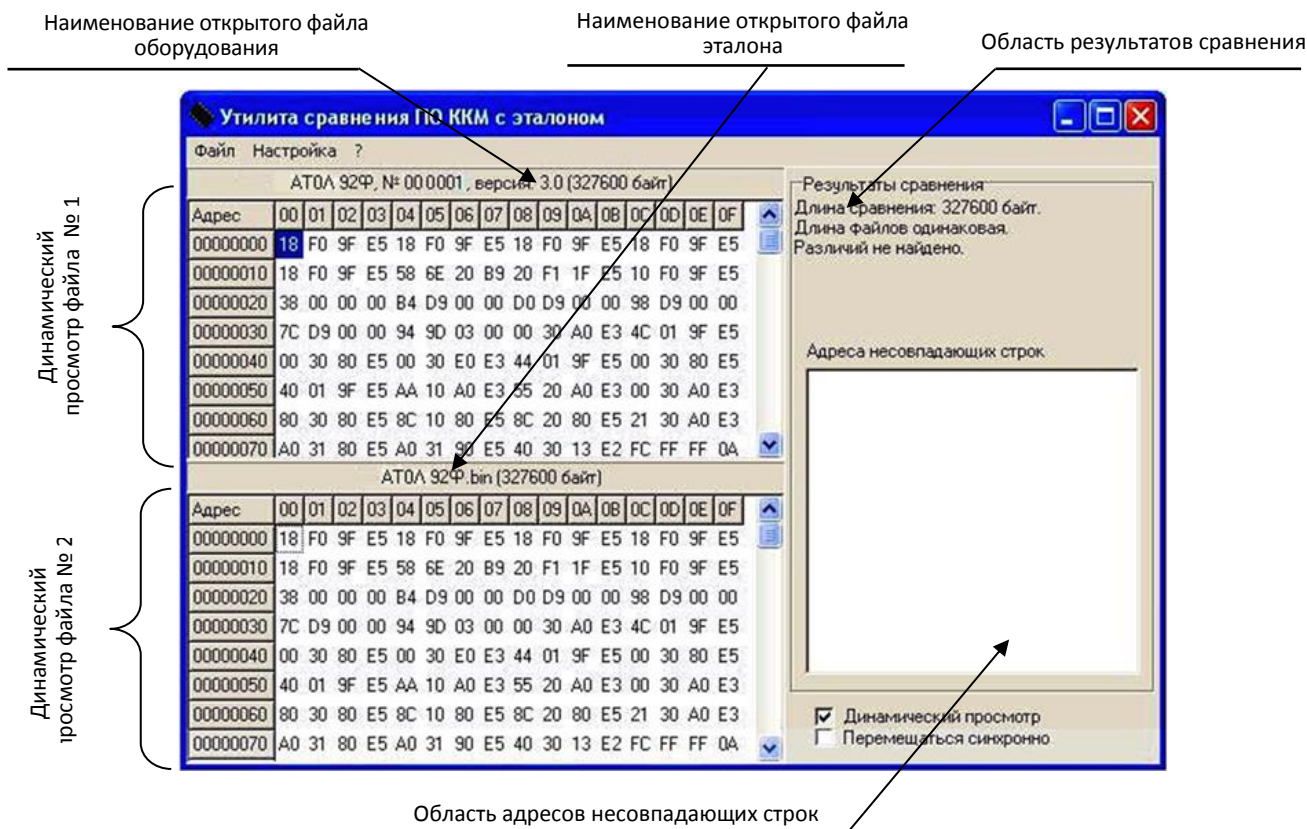 Наименование открытого файла
оборудования
Наименование открытого файла
эталона
Область результатов сравнения
Утилита сравнения ПО ККМ с эталоном
Файл Настройка ?
АТОЛ 92Ф, № 000001, версия: 3.0 (327600 байт)
Адрес 00 01 02 03 04 05 06 07 08 09 0A 0B 0C 0D 0E 0F
00000000 18 F0 9F E5 18 F0 9F E5 18 F0 9F E5 18 F0 9F E5
00000010 18 F0 9F E5 58 6E 20 B9 20 F1 1F E5 10 F0 9F E5
00000020 38 00 00 00 B4 D9 00 00 D0 D9 00 00 98 D9 00 00
00000030 7C D9 00 00 94 9D 03 00 00 30 A0 E3 4C 01 9F E5
00000040 00 30 80 E5 00 30 E0 E3 44 01 9F E5 00 30 80 E5
00000050 40 01 9F E5 AA 10 A0 E3 55 20 A0 E3 00 30 A0 E3
00000060 80 30 80 E5 8C 10 80 E5 8C 20 80 E5 21 30 A0 E3
00000070 A0 31 80 E5 A0 31 90 E5 40 30 13 E2 FC FF FF 0A
Динамический
просмотр файла № 1
Результаты сравнения
Длина сравнения: 327600 байт.
Длина файлов одинаковая.
Различий не найдено.
Адреса несовпадающих строк
АТОЛ 92Ф.bin (327600 байт)
Адрес 00 01 02 03 04 05 06 07 08 09 0A 0B 0C 0D 0E 0F
00000000 18 F0 9F E5 18 F0 9F E5 18 F0 9F E5 18 F0 9F E5
00000010 18 F0 9F E5 58 6E 20 B9 20 F1 1F E5 10 F0 9F E5
00000020 38 00 00 00 B4 D9 00 00 D0 D9 00 00 98 D9 00 00
00000030 7C D9 00 00 94 9D 03 00 00 30 A0 E3 4C 01 9F E5
00000040 00 30 80 E5 00 30 E0 E3 44 01 9F E5 00 30 80 E5
00000050 40 01 9F E5 AA 10 A0 E3 55 20 A0 E3 00 30 A0 E3
00000060 80 30 80 E5 8C 10 80 E5 8C 20 80 E5 21 30 A0 E3
00000070 A0 31 80 E5 A0 31 90 E5 40 30 13 E2 FC FF FF 0A
Динамический
просмотр файла № 2
Динамический просмотр
Перемещаться синхронно
Область адресов несовпадающих строк